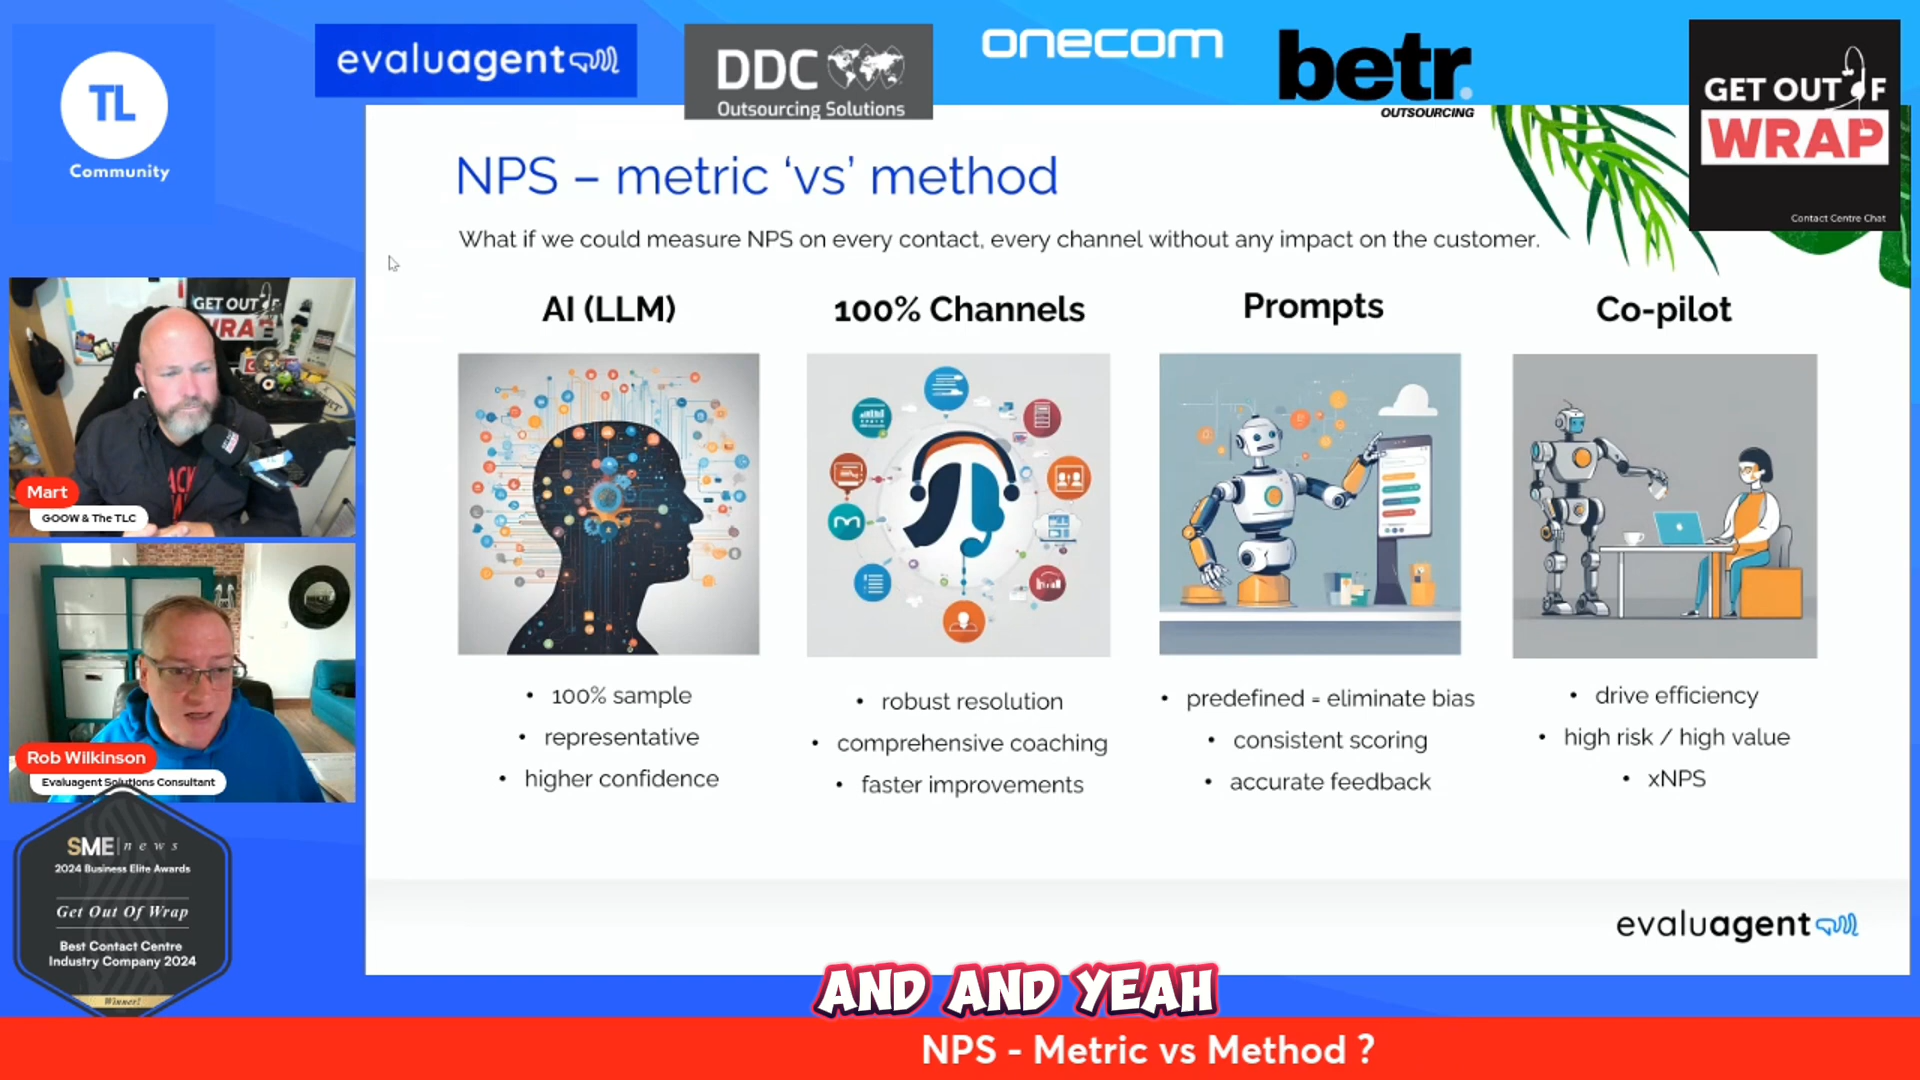 TL
Community
evaluagent
DDC
Outsourcing Solutions
onecom
betr.
OUTSOURCING
GET OUT OF
WRAP
Contact Centre Chat
NPS – metric ‘vs’ method
What if we could measure NPS on every contact, every channel without any impact on the customer.
AI (LLM)
• 100% sample
• representative
• higher confidence
100% Channels
• robust resolution
• comprehensive coaching
• faster improvements
Prompts
• predefined = eliminate bias
• consistent scoring
• accurate feedback
Co-pilot
• drive efficiency
• high risk / high value
• xNPS
evaluagent
GET OUT OF
WRAP
Mart
GOOW & The TLC
Rob Wilkinson
Evaluagent Solutions Consultant
SME news
2024 Business Elite Awards
Get Out Of Wrap
Best Contact Centre
Industry Company 2024
Winner!
AND AND YEAH
NPS - Metric vs Method ?